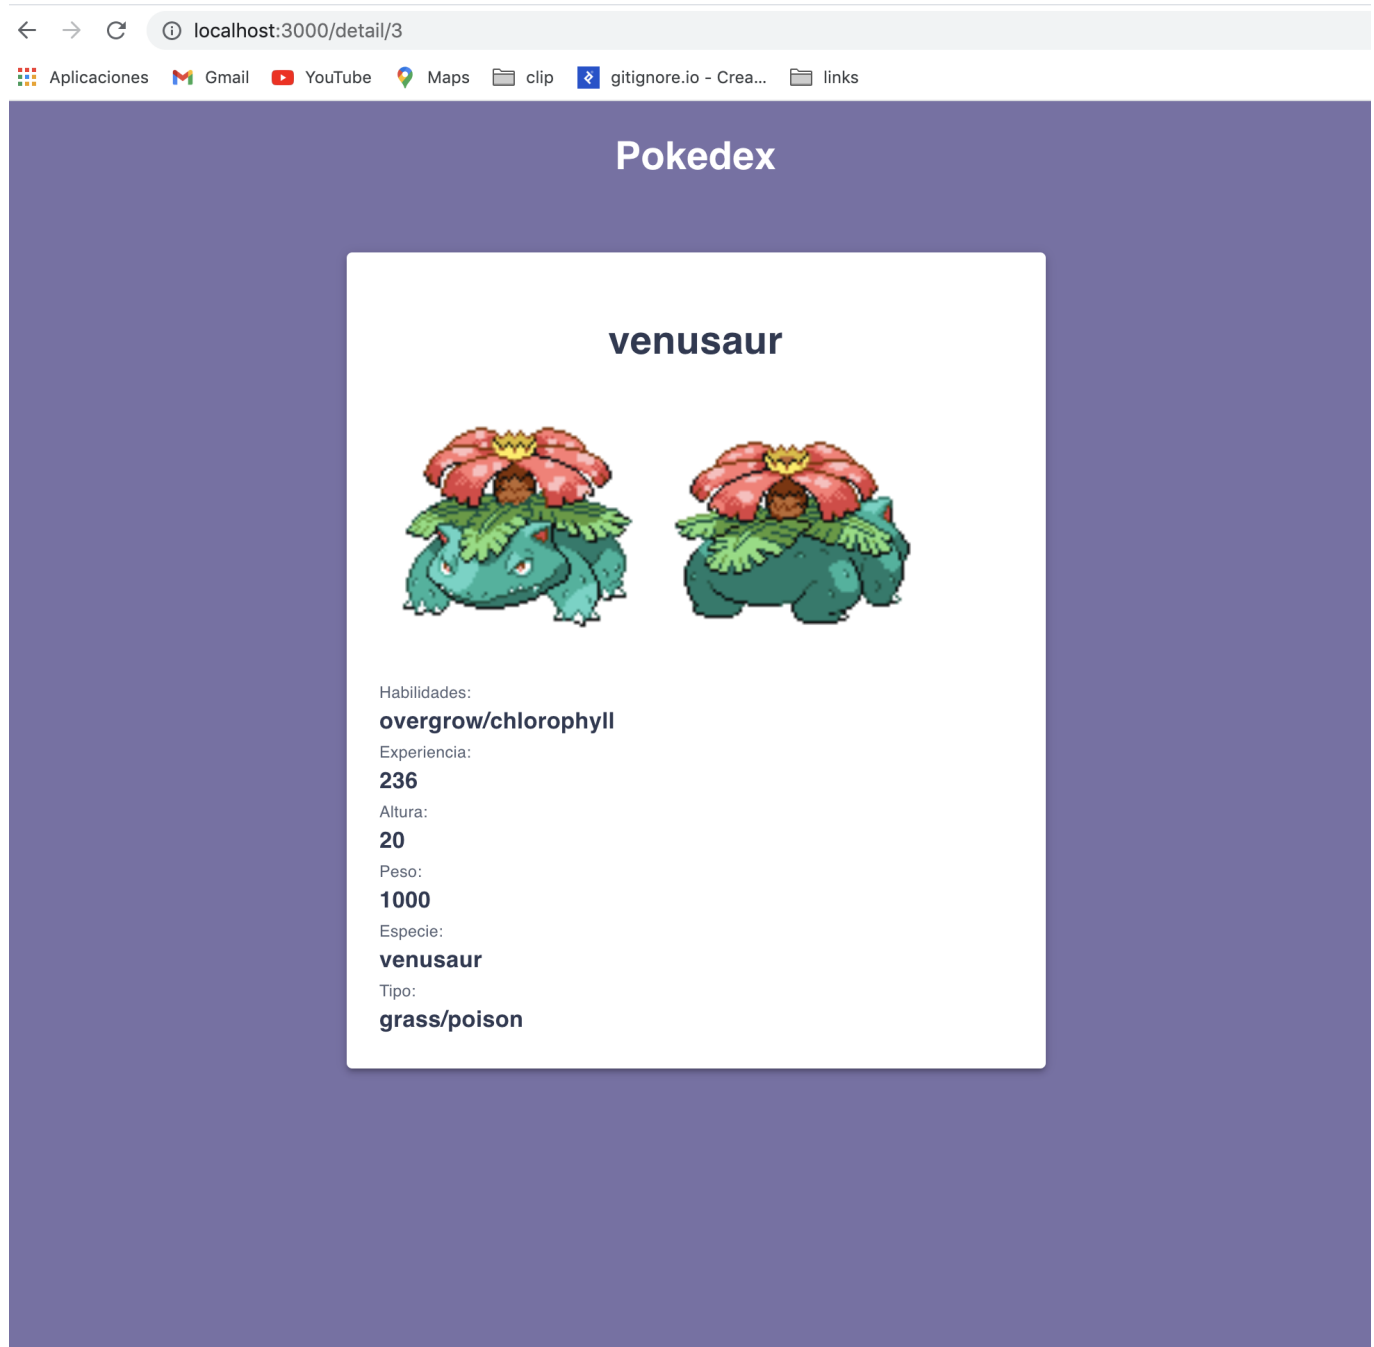 localhost:3000/detail/3
Aplicaciones Gmail YouTube Maps clip gitignore.io - Crea... links
Pokedex
venusaur
Habilidades:
overgrow/chlorophyll
Experiencia:
236
Altura:
20
Peso:
1000
Especie:
venusaur
Tipo:
grass/poison